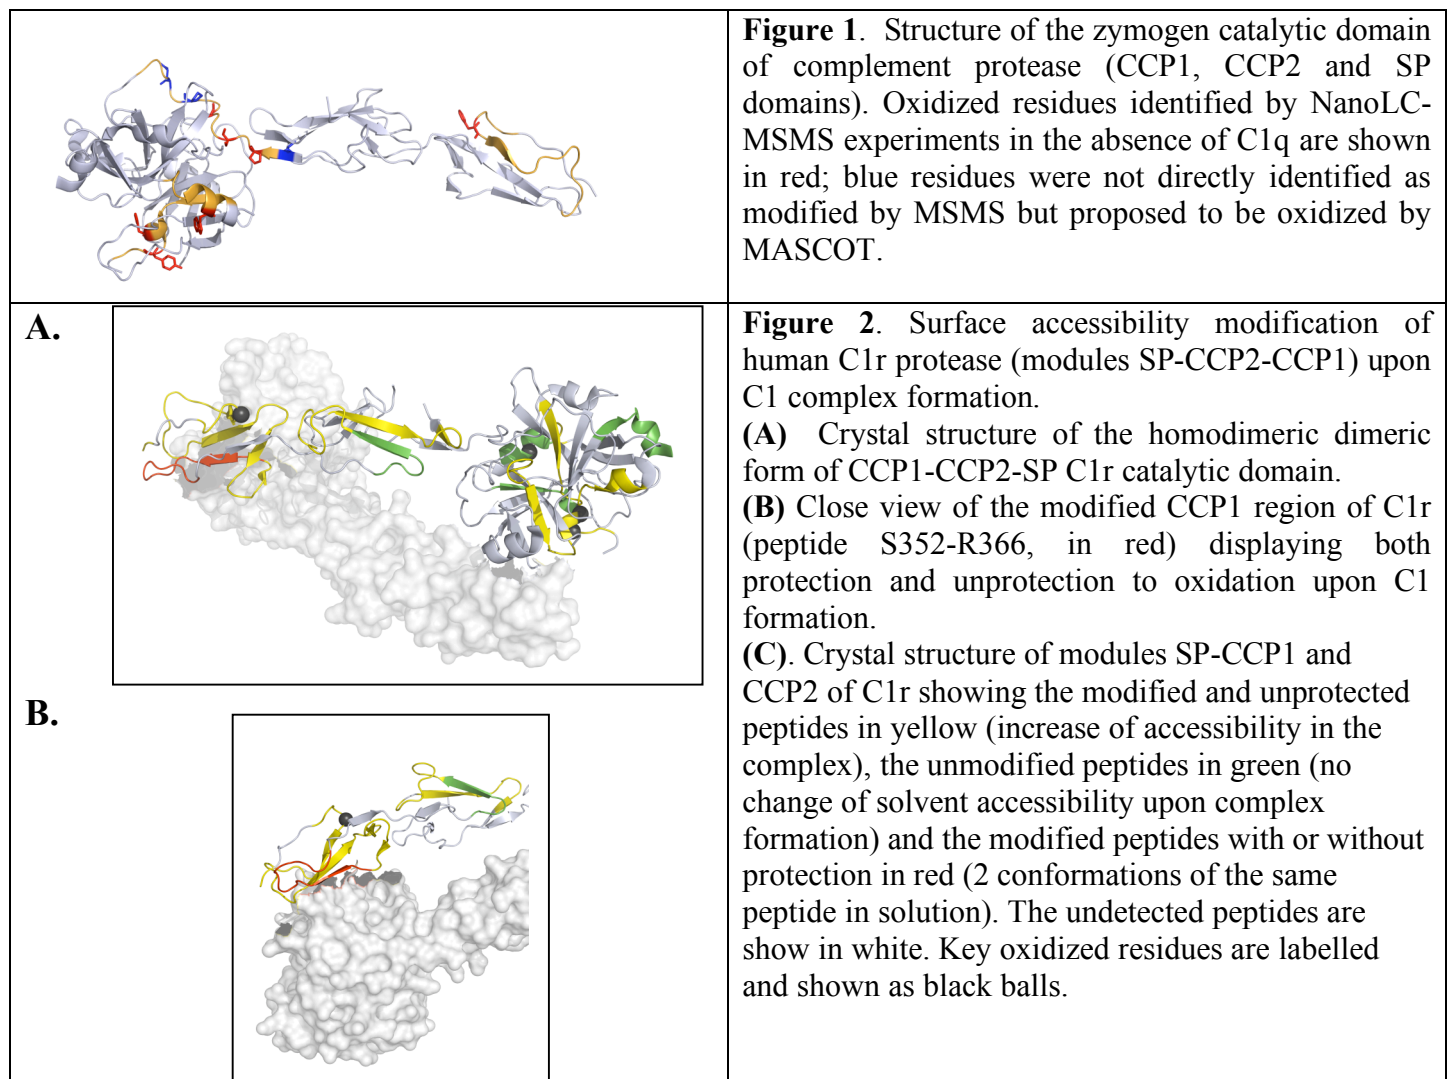 Figure 1. Structure of the zymogen catalytic domain
of complement protease (CCP1, CCP2 and SP
domains). Oxidized residues identified by NanoLC-
MSMS experiments in the absence of C1q are shown
in red; blue residues were not directly identified as
modified by MSMS but proposed to be oxidized by
MASCOT.
A.
B.
Figure 2. Surface accessibility modification of
human C1r protease (modules SP-CCP2-CCP1) upon
C1 complex formation.
(A) Crystal structure of the homodimeric dimeric
form of CCP1-CCP2-SP C1r catalytic domain.
(B) Close view of the modified CCP1 region of C1r
(peptide S352-R366, in red) displaying both
protection and unprotection to oxidation upon C1
formation.
(C). Crystal structure of modules SP-CCP1 and
CCP2 of C1r showing the modified and unprotected
peptides in yellow (increase of accessibility in the
complex), the unmodified peptides in green (no
change of solvent accessibility upon complex
formation) and the modified peptides with or without
protection in red (2 conformations of the same
peptide in solution). The undetected peptides are
show in white. Key oxidized residues are labelled
and shown as black balls.